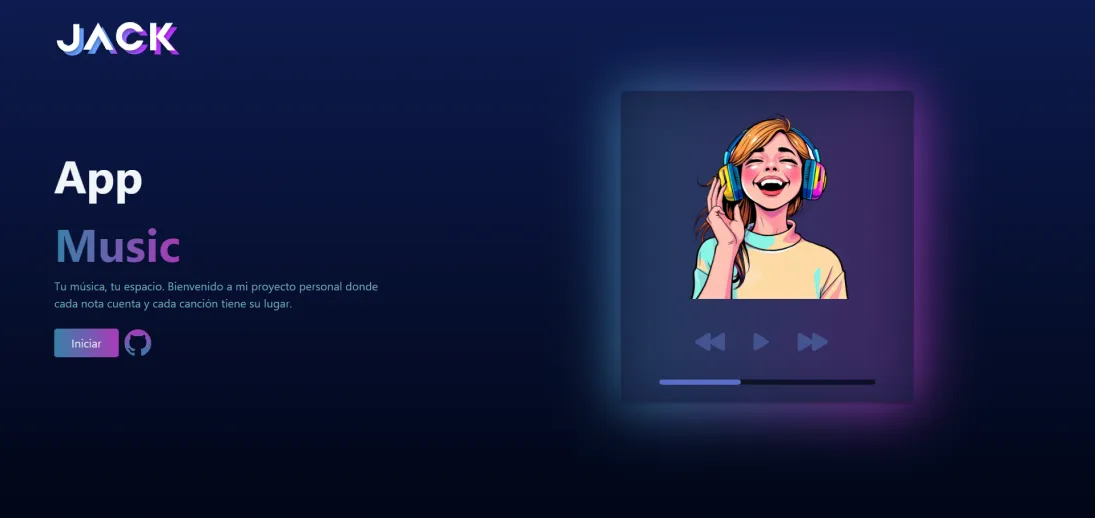 JACK
App
Music
Tu música, tu espacio. Bienvenido a mi proyecto personal donde
cada nota cuenta y cada canción tiene su lugar.
Iniciar